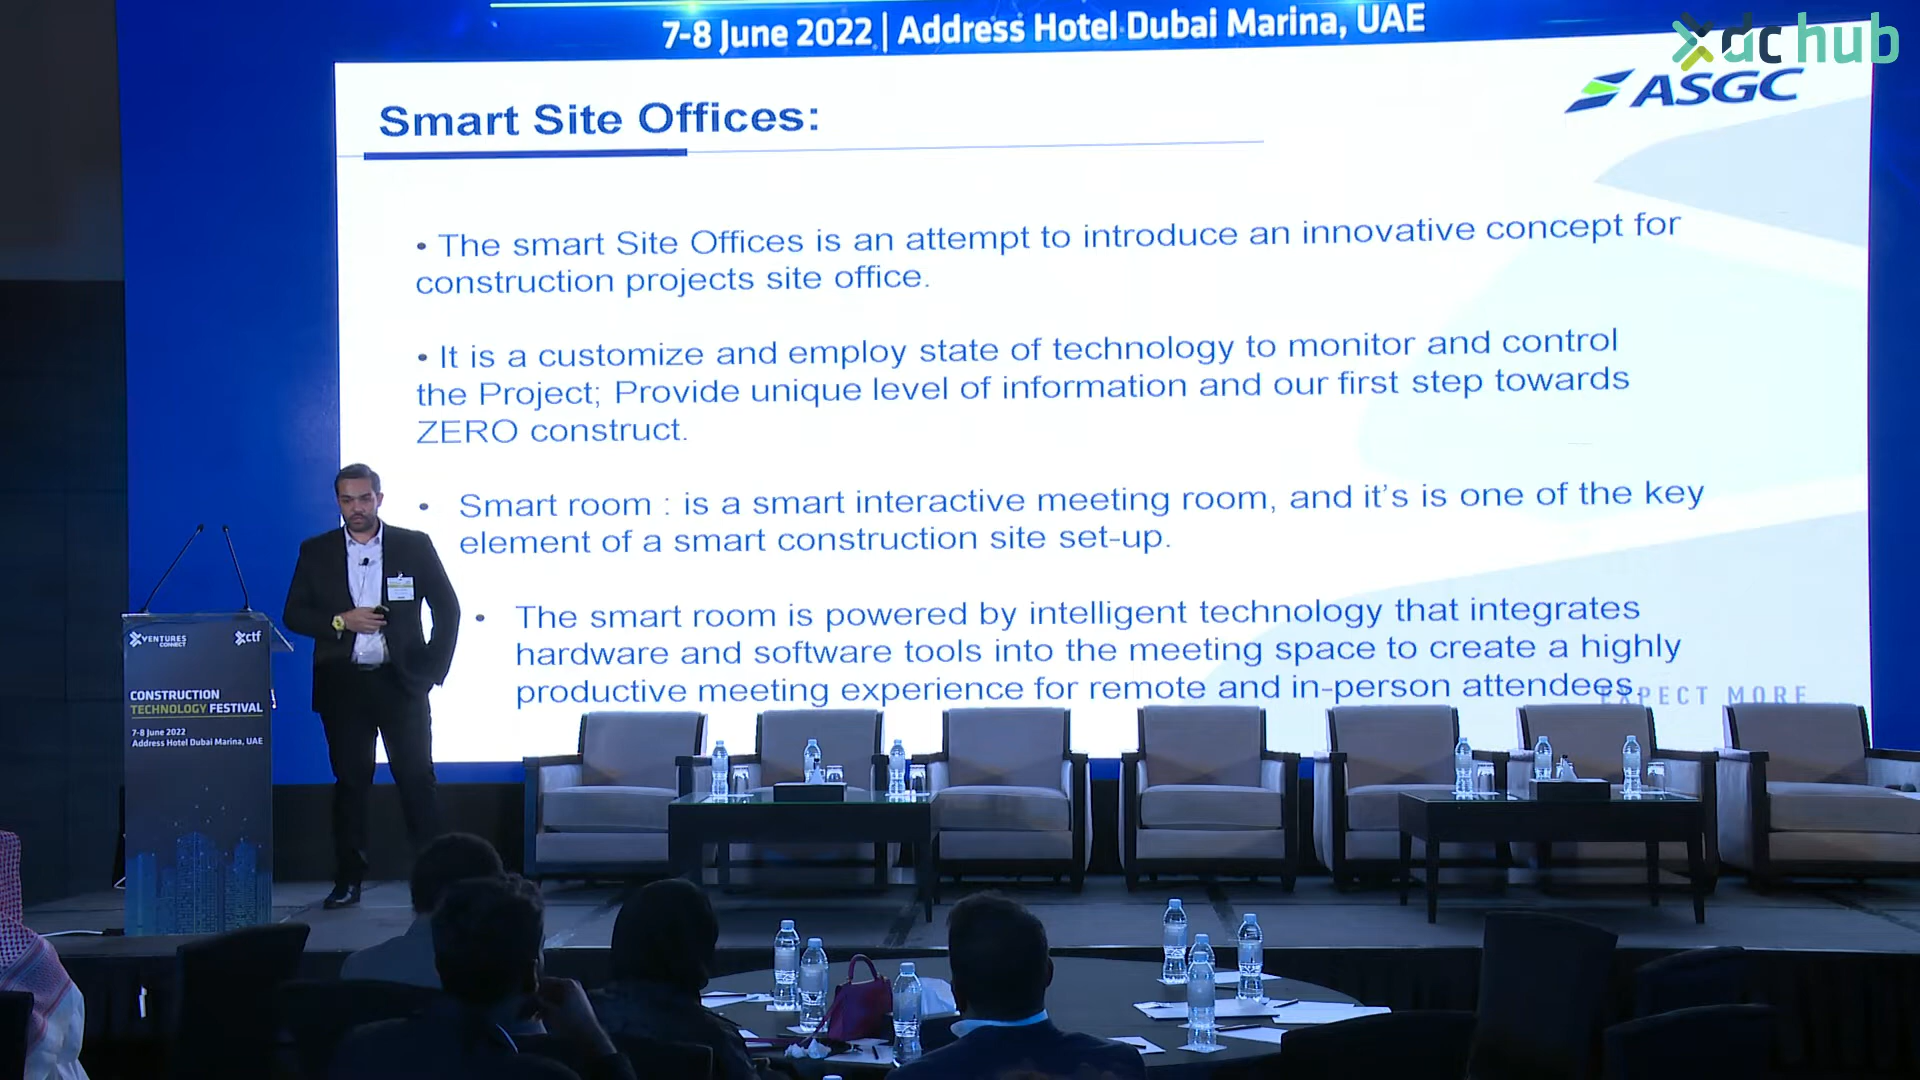 7-8 June 2022 | Address Hotel Dubai Marina, UAE
dc hub
ASGC
Smart Site Offices:
• The smart Site Offices is an attempt to introduce an innovative concept for
construction projects site office.
• It is a customize and employ state of technology to monitor and control
the Project; Provide unique level of information and our first step towards
ZERO construct.
• Smart room : is a smart interactive meeting room, and it's is one of the key
element of a smart construction site set-up.
• The smart room is powered by intelligent technology that integrates
hardware and software tools into the meeting space to create a highly
productive meeting experience for remote and in-person attendees.
EXPECT MORE
VENTURES
CONNECT
ctf
CONSTRUCTION
TECHNOLOGY FESTIVAL
7-8 June 2022
Address Hotel Dubai Marina, UAE